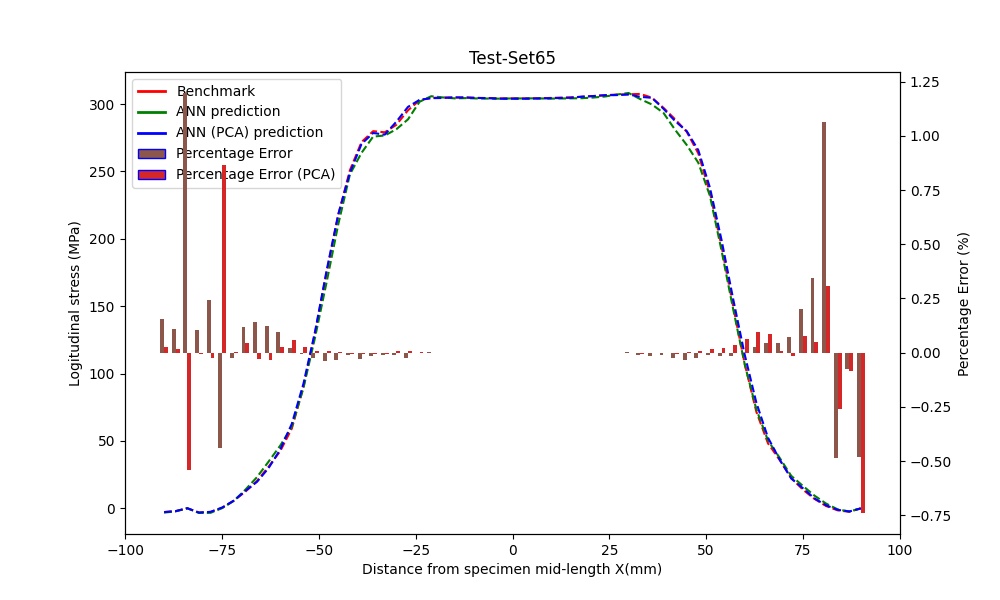 Test-Set65
Benchmark
ANN prediction
ANN (PCA) prediction
Percentage Error
Percentage Error (PCA)
Logitudinal stress (MPa)
300
250
200
150
100
50
0
1.25
1.00
0.75
0.50
0.25
0.00
−0.25
−0.50
−0.75
Percentage Error (%)
−100 −75 −50 −25 0 25 50 75 100
Distance from specimen mid-length X(mm)